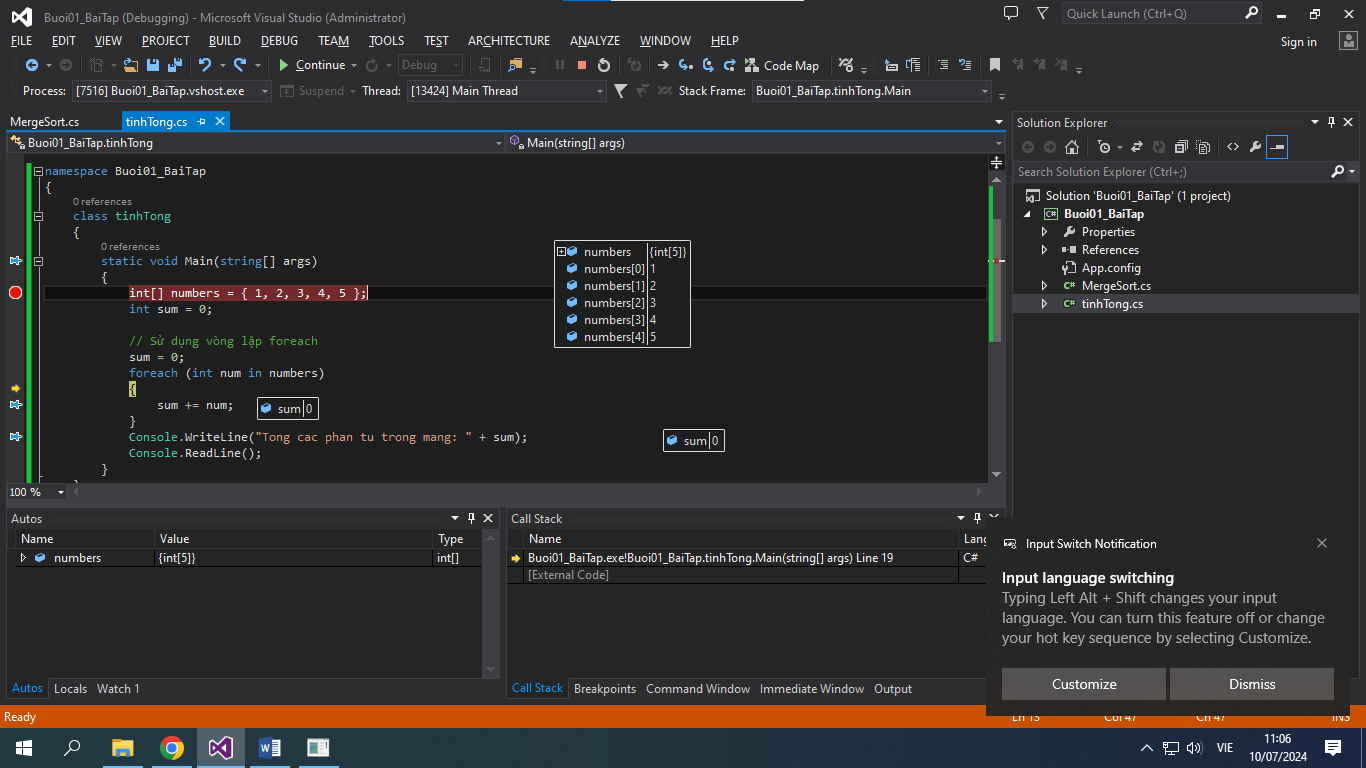 Buoi01_BaiTap (Debugging) - Microsoft Visual Studio (Administrator)
Quick Launch (Ctrl+Q)
FILE EDIT VIEW PROJECT BUILD DEBUG TEAM TOOLS TEST ARCHITECTURE ANALYZE WINDOW HELP
Sign in
Continue Debug Code Map
Process: [7516] Buoi01_BaiTap.vshost.exe Suspend Thread: [13424] Main Thread Stack Frame: Buoi01_BaiTap.tinhTong.Main
MergeSort.cs tinhTong.cs
Buoi01_BaiTap.tinhTong Main(string[] args)
namespace Buoi01_BaiTap
{
0 references
class tinhTong
{
0 references
static void Main(string[] args)
{
int[] numbers = { 1, 2, 3, 4, 5 };
int sum = 0;
// Sử dụng vòng lặp foreach
sum = 0;
foreach (int num in numbers)
{
sum += num;
sum 0
}
Console.WriteLine("Tong cac phan tu trong mang: " + sum);
sum 0
Console.ReadLine();
}
numbers {int[5]}
numbers[0] 1
numbers[1] 2
numbers[2] 3
numbers[3] 4
numbers[4] 5
100 %
Solution Explorer
Search Solution Explorer (Ctrl+;)
Solution 'Buoi01_BaiTap' (1 project)
C# Buoi01_BaiTap
Properties
References
App.config
C# MergeSort.cs
C# tinhTong.cs
Autos
Name Value Type
numbers {int[5]} int[]
Autos Locals Watch 1
Call Stack
Name Lang
Buoi01_BaiTap.exe!Buoi01_BaiTap.tinhTong.Main(string[] args) Line 19 C#
[External Code]
Call Stack Breakpoints Command Window Immediate Window Output
Input Switch Notification
Input language switching
Typing Left Alt + Shift changes your input
language. You can turn this feature off or change
your hot key sequence by selecting Customize.
Customize Dismiss
Ready Ln 13 Col 47 Ch 47 INS
VIE
11:06
10/07/2024